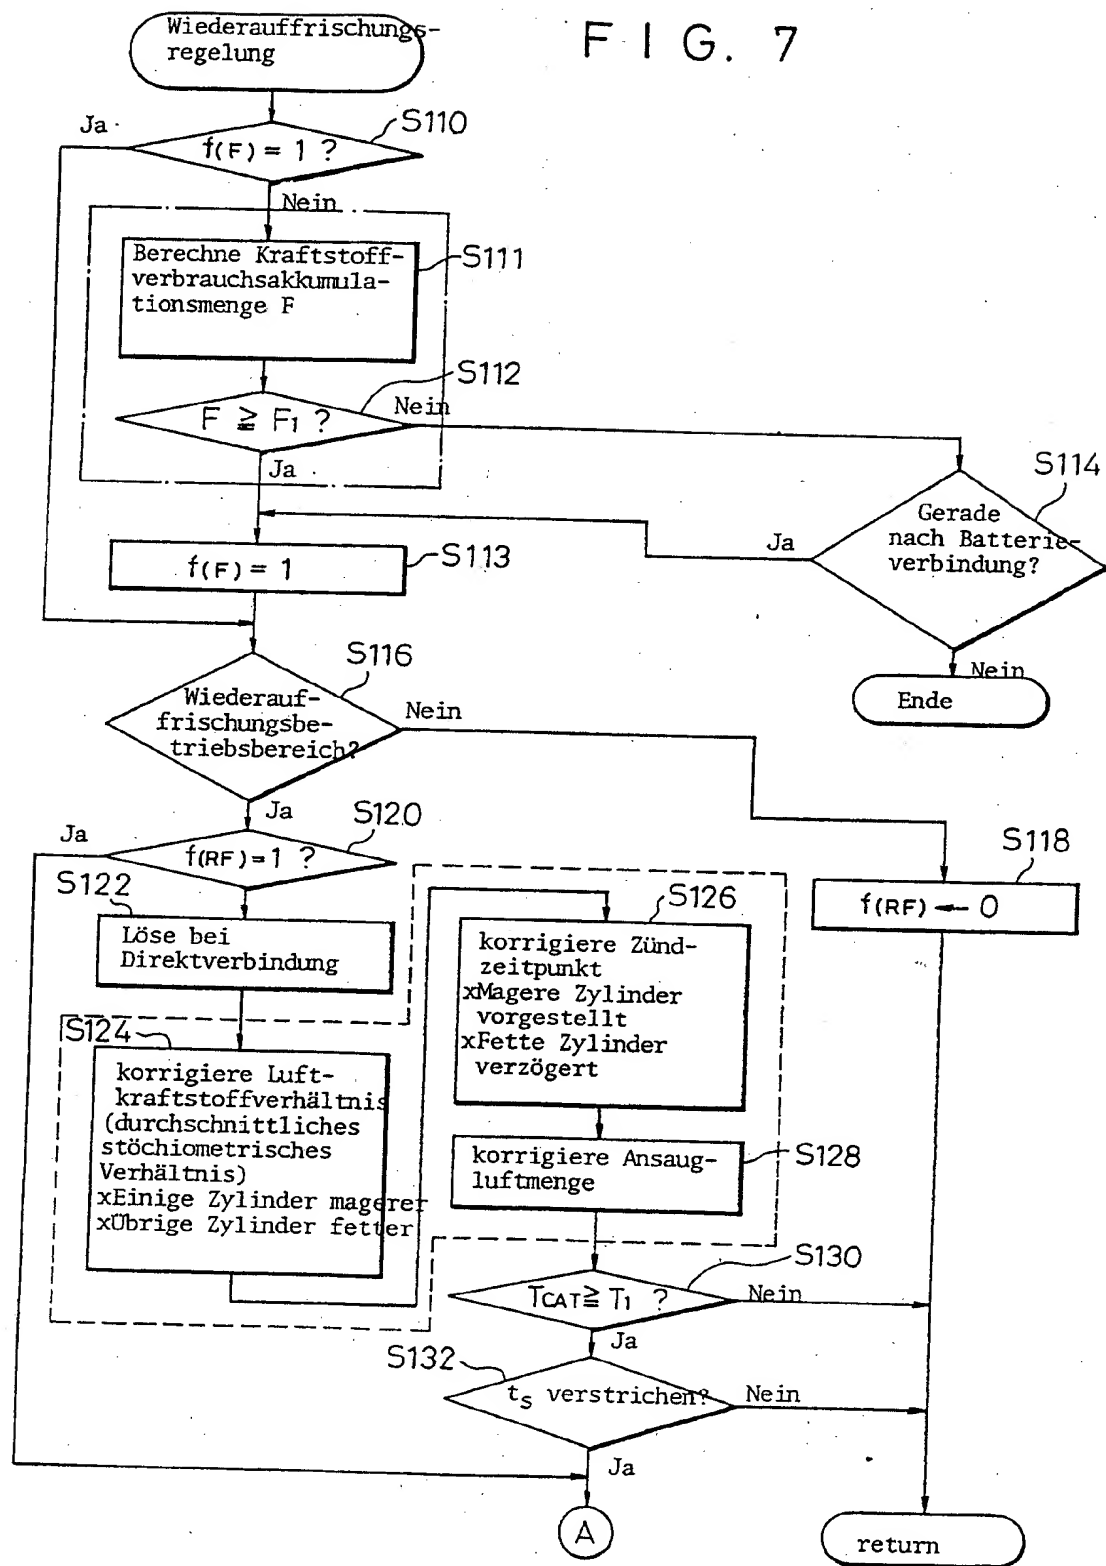 FIG. 7
Wiederauffrischungs-
regelung
S110
Ja
f(F) = 1 ?
Nein
S111
Berechne Kraftstoff-
verbrauchsakkumula-
tionsmenge F
S112
F ≧ F1 ?
Nein
Ja
S114
Gerade
nach Batterie-
verbindung?
Ja
Nein
Ende
S113
f(F) = 1
S116
Wiederauf-
frischungsbe-
triebsbereich?
Nein
Ja
S118
f(RF) ← 0
S120
Ja
f(RF) = 1 ?
S122
Löse bei
Direktverbindung
S124
korrigiere Luft-
kraftstoffverhältnis
(durchschnittliches
stöchiometrisches
Verhältnis)
xEinige Zylinder magerer
xÜbrige Zylinder fetter
S126
korrigiere Zünd-
zeitpunkt
xMagere Zylinder
vorgestellt
xFette Zylinder
verzögert
S128
korrigiere Ansaug-
luftmenge
S130
TCAT ≧ T1 ?
Nein
Ja
S132
ts verstrichen?
Nein
Ja
A
return